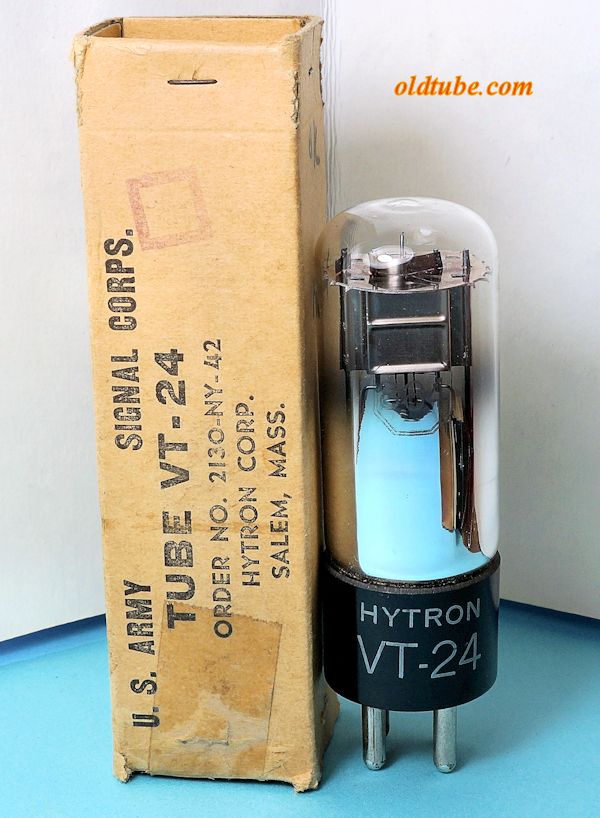 oldtube.com
U. S. ARMY SIGNAL CORPS.
TUBE VT-24
ORDER NO. 2130-NY-42
HYTRON CORP.
SALEM, MASS.
HYTRON
VT-24